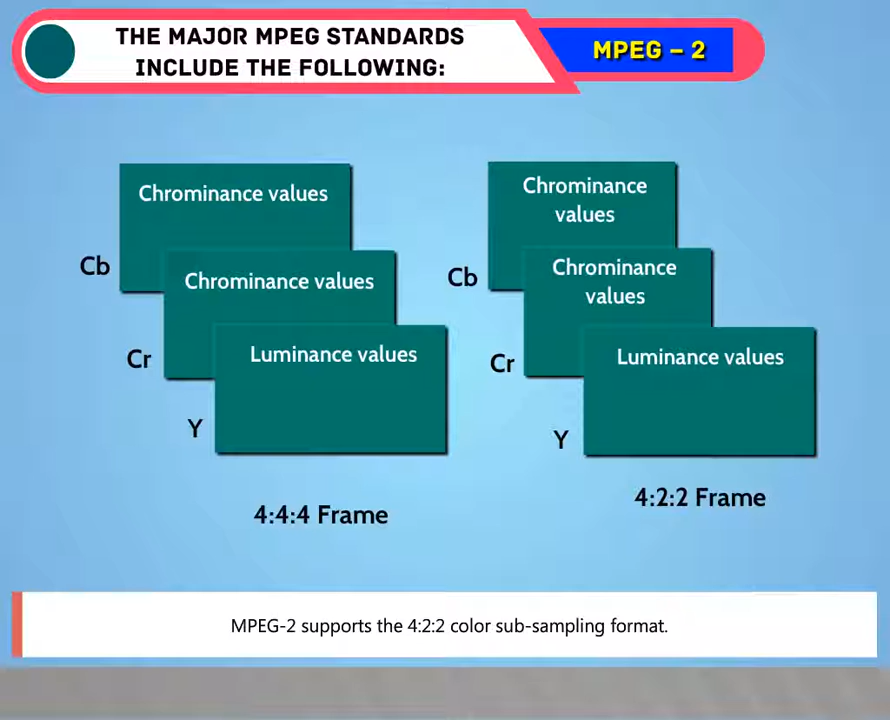 THE MAJOR MPEG STANDARDS
INCLUDE THE FOLLOWING:
MPEG – 2
Chrominance values
Cb
Chrominance values
Cr
Luminance values
Y
4:4:4 Frame
Chrominance
values
Cb
Chrominance
values
Cr
Luminance values
Y
4:2:2 Frame
MPEG-2 supports the 4:2:2 color sub-sampling format.